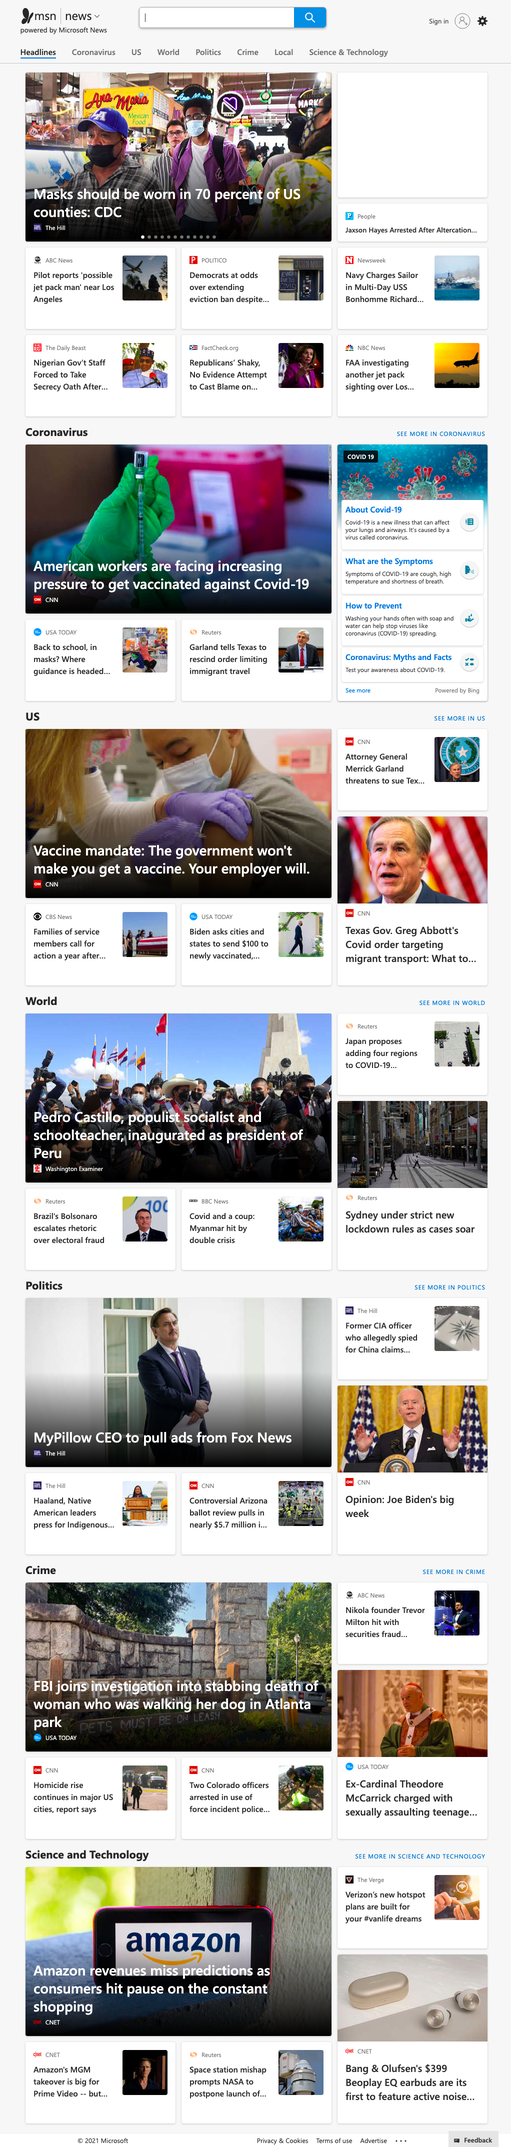 msn | news
powered by Microsoft News
Sign in
Headlines
Coronavirus
US
World
Politics
Crime
Local
Science & Technology
Ana Maria
Mexican
Food
Masks should be worn in 70 percent of US
counties: CDC
The Hill
People
Jaxson Hayes Arrested After Altercation...
ABC News
Pilot reports 'possible
jet pack man' near Los
Angeles
POLITICO
Democrats at odds
over extending
eviction ban despite...
Newsweek
Navy Charges Sailor
in Multi-Day USS
Bonhomme Richard...
The Daily Beast
Nigerian Gov't Staff
Forced to Take
Secrecy Oath After...
FactCheck.org
Republicans' Shaky,
No Evidence Attempt
to Cast Blame on...
NBC News
FAA investigating
another jet pack
sighting over Los...
Coronavirus
SEE MORE IN CORONAVIRUS
American workers are facing increasing
pressure to get vaccinated against Covid-19
CNN
COVID 19
About Covid-19
Covid-19 is a new illness that can affect
your lungs and airways. It's caused by a
virus called coronavirus.
What are the Symptoms
Symptoms of COVID-19 are cough, high
temperature and shortness of breath.
How to Prevent
Washing your hands often with soap and
water can help stop viruses like
coronavirus (COVID-19) spreading.
Coronavirus: Myths and Facts
Test your awareness about COVID-19.
See more
Powered by Bing
USA TODAY
Back to school, in
masks? Where
guidance is headed...
Reuters
Garland tells Texas to
rescind order limiting
immigrant travel
US
SEE MORE IN US
Vaccine mandate: The government won't
make you get a vaccine. Your employer will.
CNN
CNN
Attorney General
Merrick Garland
threatens to sue Tex...
CNN
Texas Gov. Greg Abbott's
Covid order targeting
migrant transport: What to...
CBS News
Families of service
members call for
action a year after...
USA TODAY
Biden asks cities and
states to send $100 to
newly vaccinated,...
World
SEE MORE IN WORLD
Pedro Castillo, populist socialist and
schoolteacher, inaugurated as president of
Peru
Washington Examiner
Reuters
Japan proposes
adding four regions
to COVID-19...
Reuters
Sydney under strict new
lockdown rules as cases soar
Reuters
Brazil's Bolsonaro
escalates rhetoric
over electoral fraud
BBC News
Covid and a coup:
Myanmar hit by
double crisis
Politics
SEE MORE IN POLITICS
MyPillow CEO to pull ads from Fox News
The Hill
The Hill
Former CIA officer
who allegedly spied
for China claims...
CNN
Opinion: Joe Biden's big
week
The Hill
Haaland, Native
American leaders
press for Indigenous...
CNN
Controversial Arizona
ballot review pulls in
nearly $5.7 million i...
Crime
SEE MORE IN CRIME
FBI joins investigation into stabbing death of
woman who was walking her dog in Atlanta
park
PETS MUST BE ON LEASH
USA TODAY
ABC News
Nikola founder Trevor
Milton hit with
securities fraud...
USA TODAY
Ex-Cardinal Theodore
McCarrick charged with
sexually assaulting teenage...
CNN
Homicide rise
continues in major US
cities, report says
CNN
Two Colorado officers
arrested in use of
force incident police...
Science and Technology
SEE MORE IN SCIENCE AND TECHNOLOGY
amazon
Amazon revenues miss predictions as
consumers hit pause on the constant
shopping
CNET
The Verge
Verizon's new hotspot
plans are built for
your #vanlife dreams
CNET
Bang & Olufsen's $399
Beoplay EQ earbuds are its
first to feature active noise...
CNET
Amazon's MGM
takeover is big for
Prime Video -- but...
Reuters
Space station mishap
prompts NASA to
postpone launch of...
© 2021 Microsoft
Privacy & Cookies
Terms of use
Advertise
Feedback